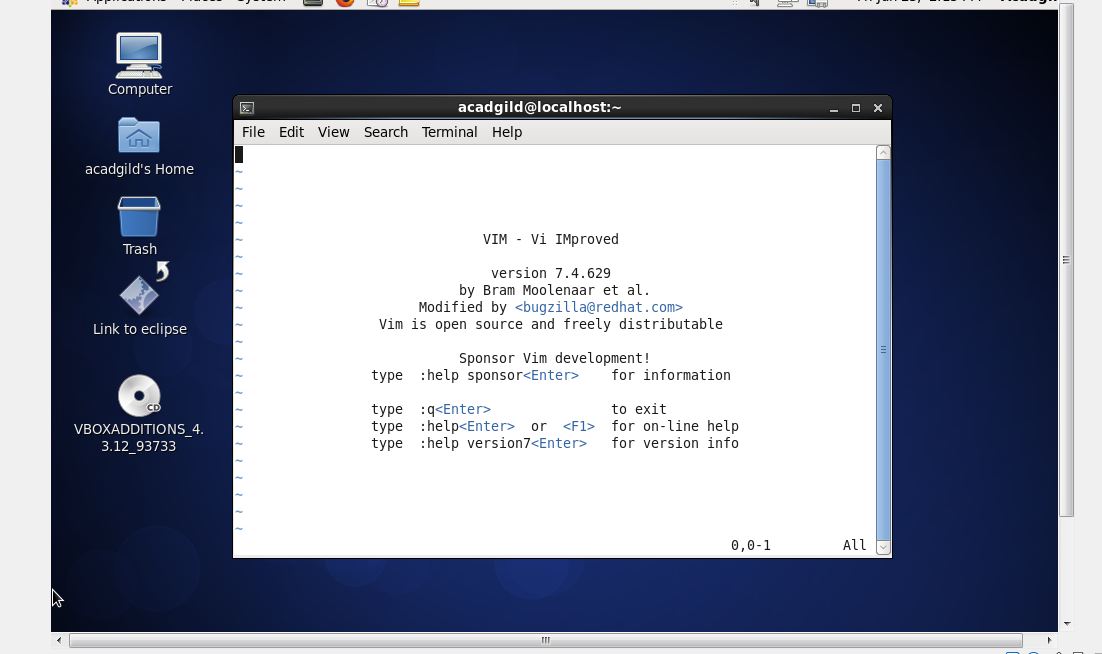 Applications Places System
Computer
acadgild's Home
Trash
Link to eclipse
VBOXADDITIONS_4.
3.12_93733
acadgild@localhost:~
File Edit View Search Terminal Help
~
~
~
~
~ VIM - Vi IMproved
~
~ version 7.4.629
~ by Bram Moolenaar et al.
~ Modified by <bugzilla@redhat.com>
~ Vim is open source and freely distributable
~
~ Sponsor Vim development!
~ type :help sponsor<Enter> for information
~
~ type :q<Enter> to exit
~ type :help<Enter> or <F1> for on-line help
~ type :help version7<Enter> for version info
~
~
~
~
~
0,0-1 All